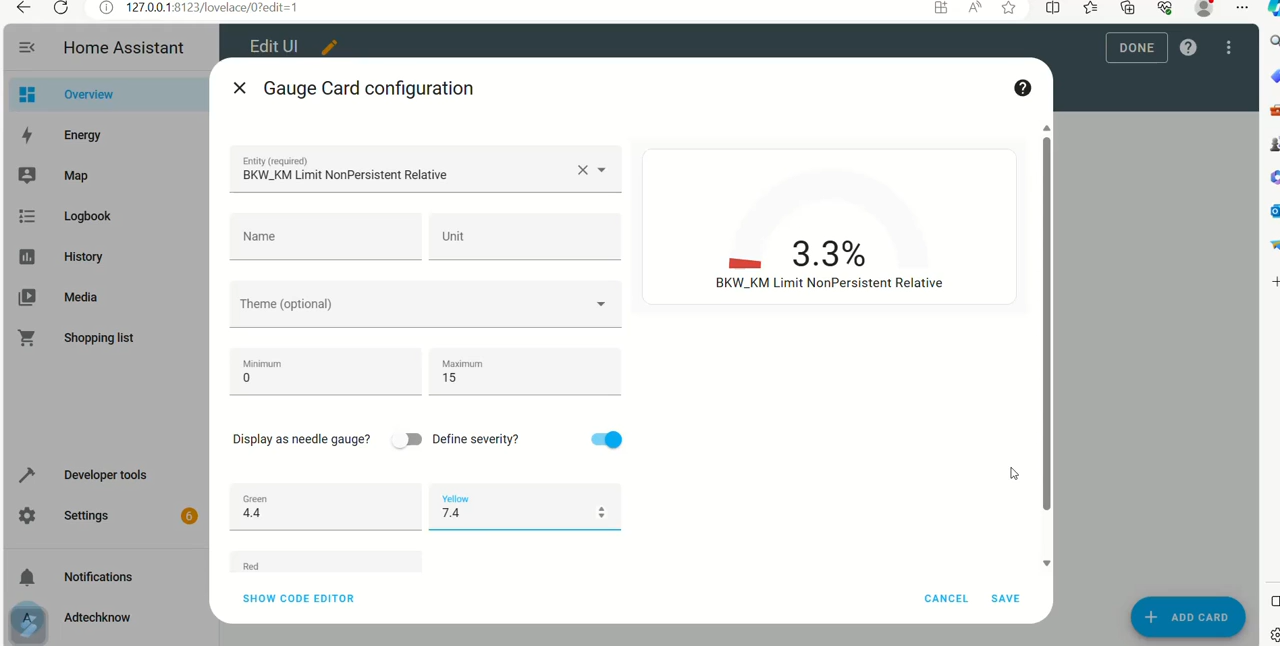 127.0.0.1:8123/lovelace/0?edit=1
Home Assistant
Edit UI
DONE
Overview
Energy
Map
Logbook
History
Media
Shopping list
Developer tools
Settings 6
Notifications
A Adtechknow
Gauge Card configuration
Entity (required)
BKW_KM Limit NonPersistent Relative
Name
Unit
Theme (optional)
Minimum
0
Maximum
15
Display as needle gauge?
Define severity?
Green
4.4
Yellow
7.4
Red
SHOW CODE EDITOR
3.3%
BKW_KM Limit NonPersistent Relative
CANCEL
SAVE
ADD CARD